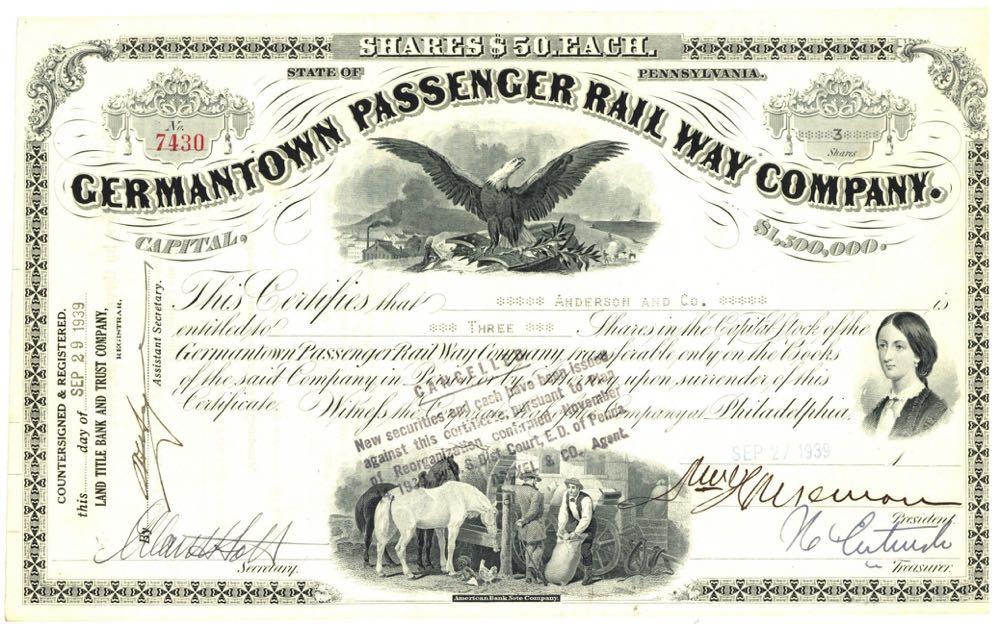 SHARES $50. EACH.
STATE OF PENNSYLVANIA.
GERMANTOWN PASSENGER RAIL WAY COMPANY.
No.
7430
3
Shares
CAPITAL, $1,500,000.
This Certifies that ANDERSON AND CO. is
entitled to THREE Shares in the Capital Stock of the
Germantown Passenger Rail Way Company, transferable only on the Books
of the said Company in Person or by Attorney upon surrender of this
Certificate. Witness the Company at Philadelphia,
CANCELLED
New securities and cash have been issued
against this certificate, pursuant to Plan
of Reorganization, confirmed November
Dist Court, E.D. of Penna.
& CO., Agent.
SEP 27 1939
President
Treasurer.
Secretary.
COUNTERSIGNED & REGISTERED.
this day of SEP 29 1939
LAND TITLE BANK AND TRUST COMPANY,
REGISTRAR.
By
Assistant Secretary.
American Bank Note Company.